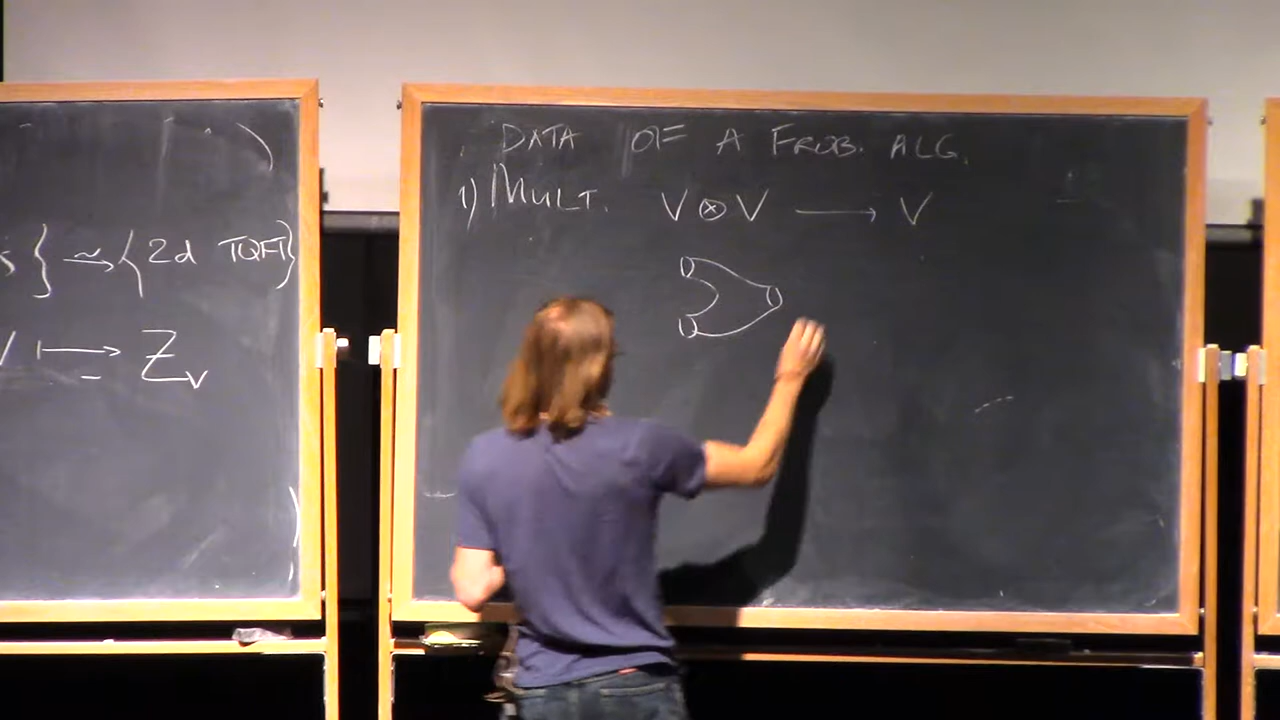 s} ⥲ {2d TQFT}
V ⟼ Z_V
DATA OF A FROB. ALG.
1) MULT. V ⊗ V ⟶ V